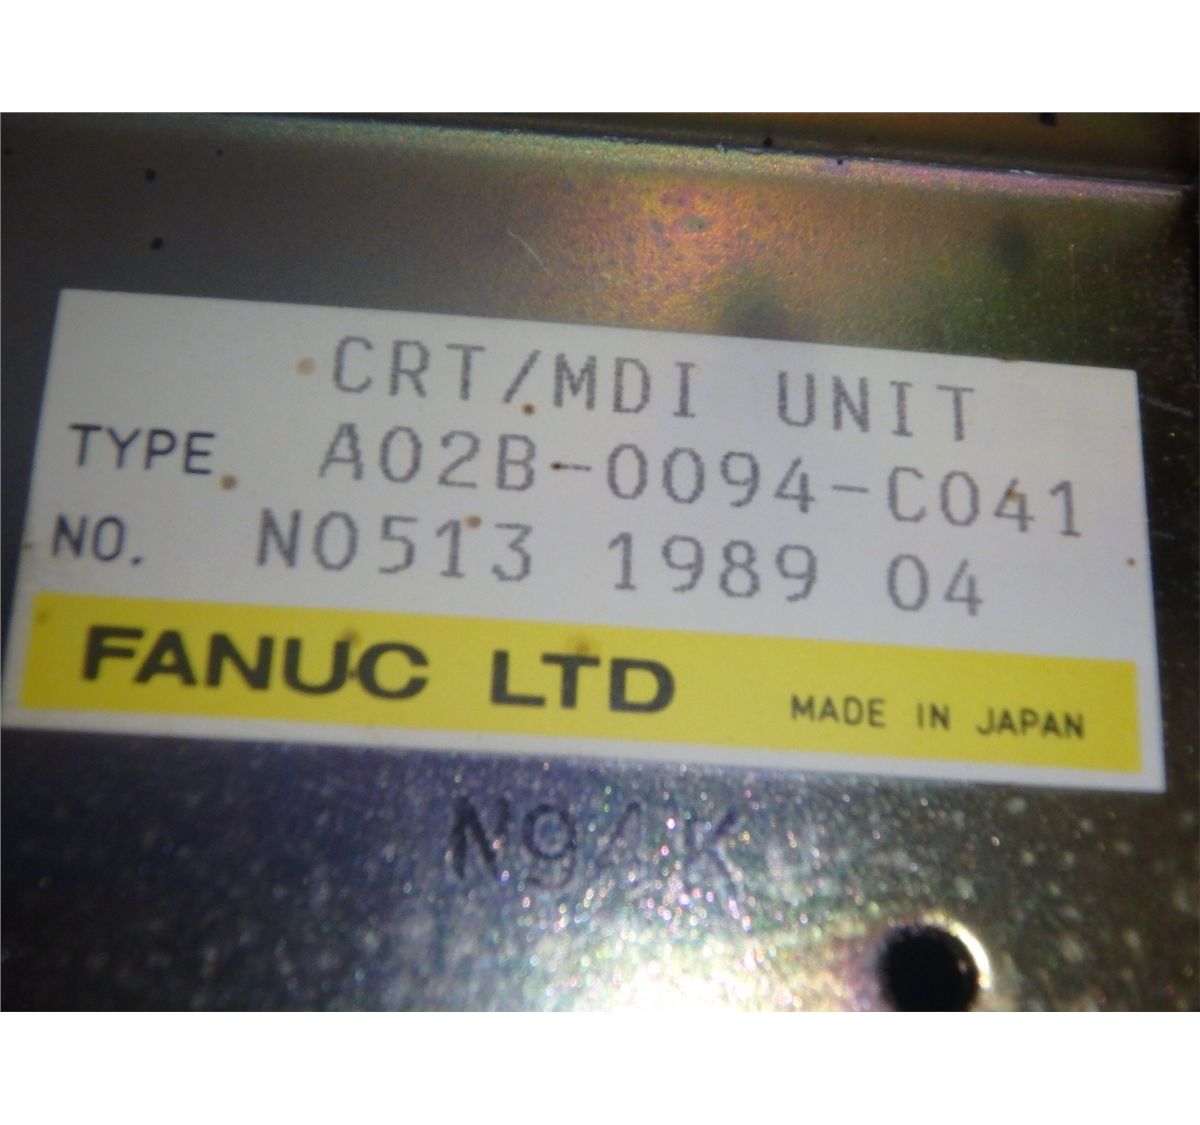 CRT/MDI UNIT
TYPE A02B-0094-C041
NO. N0513 1989 04
FANUC LTD MADE IN JAPAN